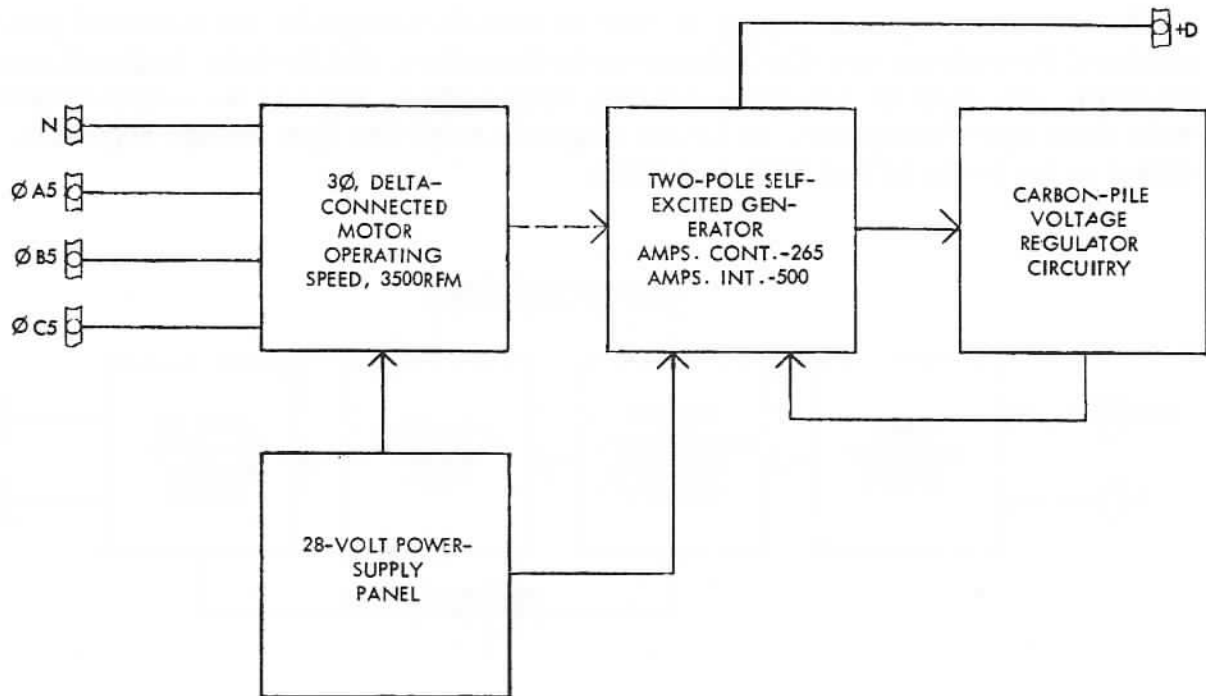 +D
N
ØA5
ØB5
ØC5
3Ø, DELTA-
CONNECTED
MOTOR
OPERATING
SPEED, 3500RFM
TWO-POLE SELF-
EXCITED GEN-
ERATOR
AMPS. CONT.-265
AMPS. INT.-500
CARBON-PILE
VOLTAGE
REGULATOR
CIRCUITRY
28-VOLT POWER-
SUPPLY
PANEL